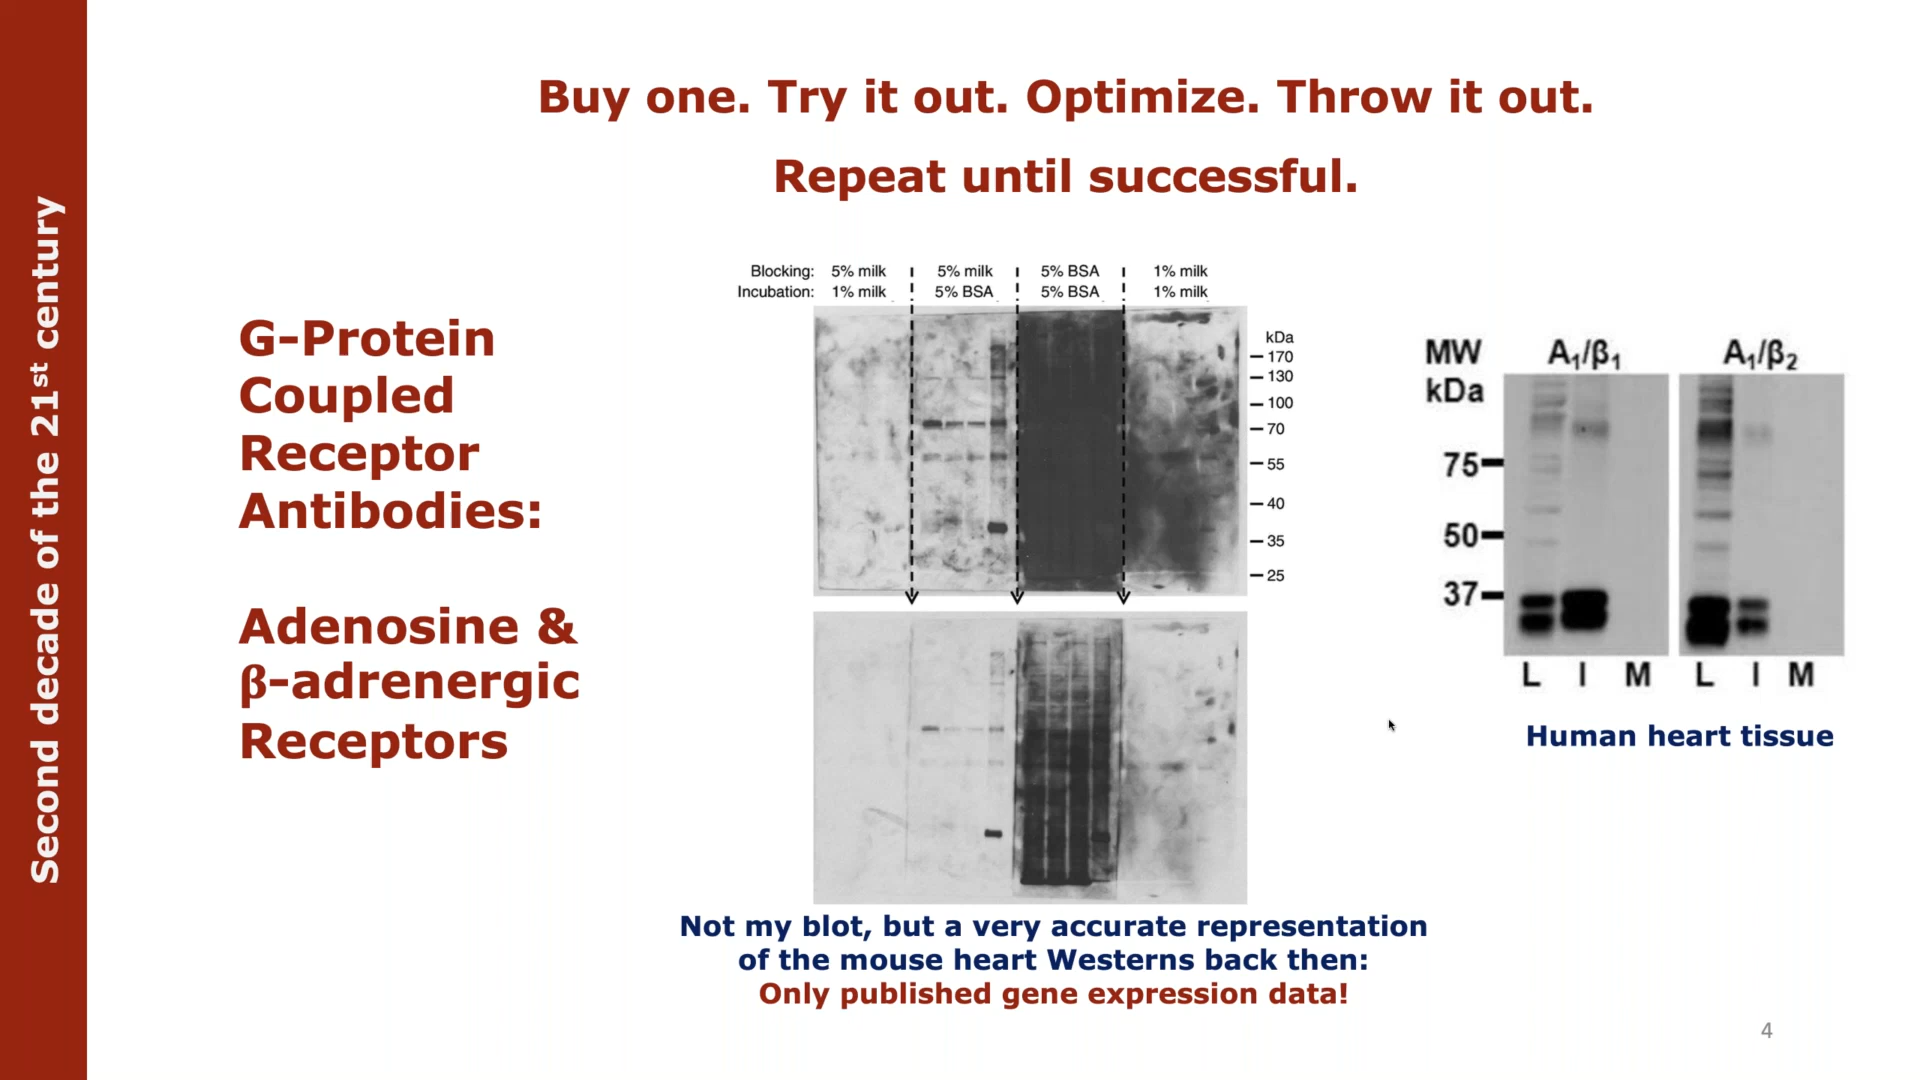 Second decade of the 21st century
Buy one. Try it out. Optimize. Throw it out.
Repeat until successful.
G-Protein
Coupled
Receptor
Antibodies:
Adenosine &
β-adrenergic
Receptors
Blocking: 5% milk 5% milk 5% BSA 1% milk
Incubation: 1% milk 5% BSA 5% BSA 1% milk
kDa
170
130
100
70
55
40
35
25
Not my blot, but a very accurate representation
of the mouse heart Westerns back then:
Only published gene expression data!
MW A₁/β₁ A₁/β₂
kDa
75
50
37
L I M L I M
Human heart tissue
4